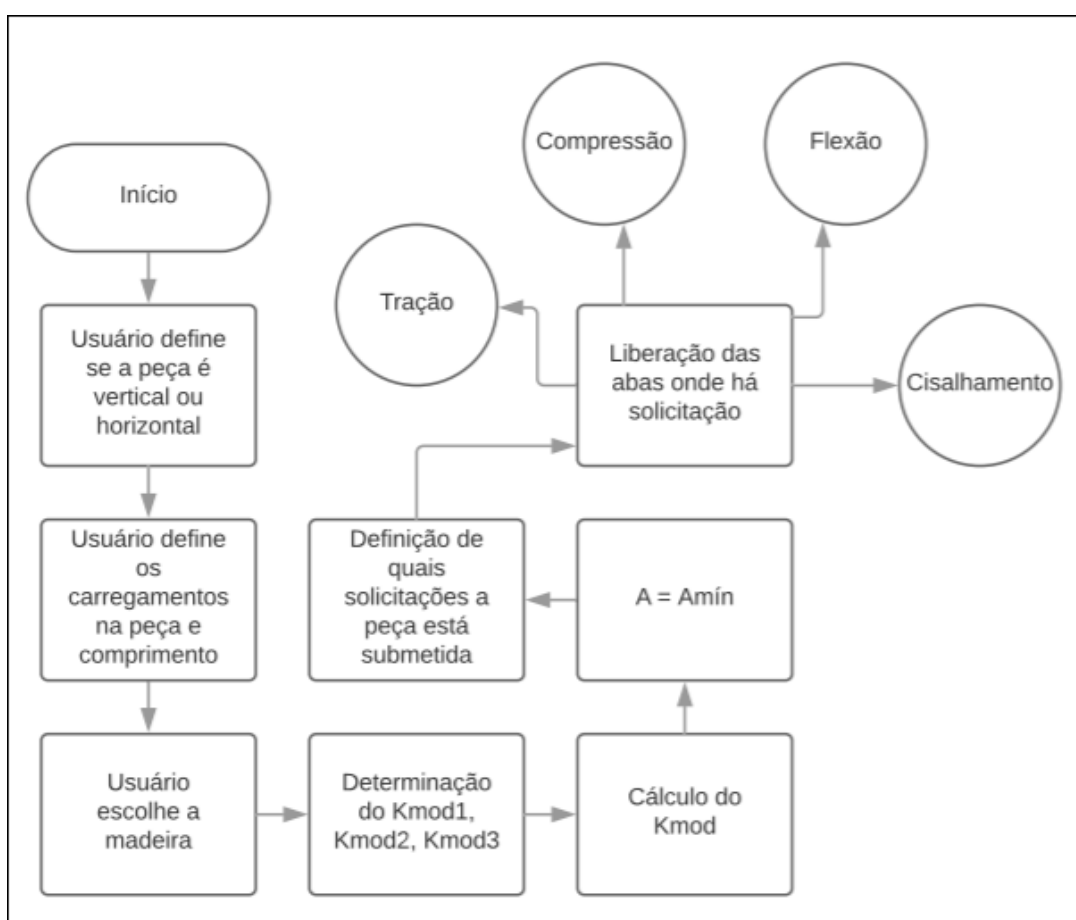 Início
Usuário define
se a peça é
vertical ou
horizontal
Usuário define
os
carregamentos
na peça e
comprimento
Usuário
escolhe a
madeira
Determinação
do Kmod1,
Kmod2, Kmod3
Cálculo do
Kmod
A = Amín
Definição de
quais
solicitações a
peça está
submetida
Liberação das
abas onde há
solicitação
Tração
Compressão
Flexão
Cisalhamento